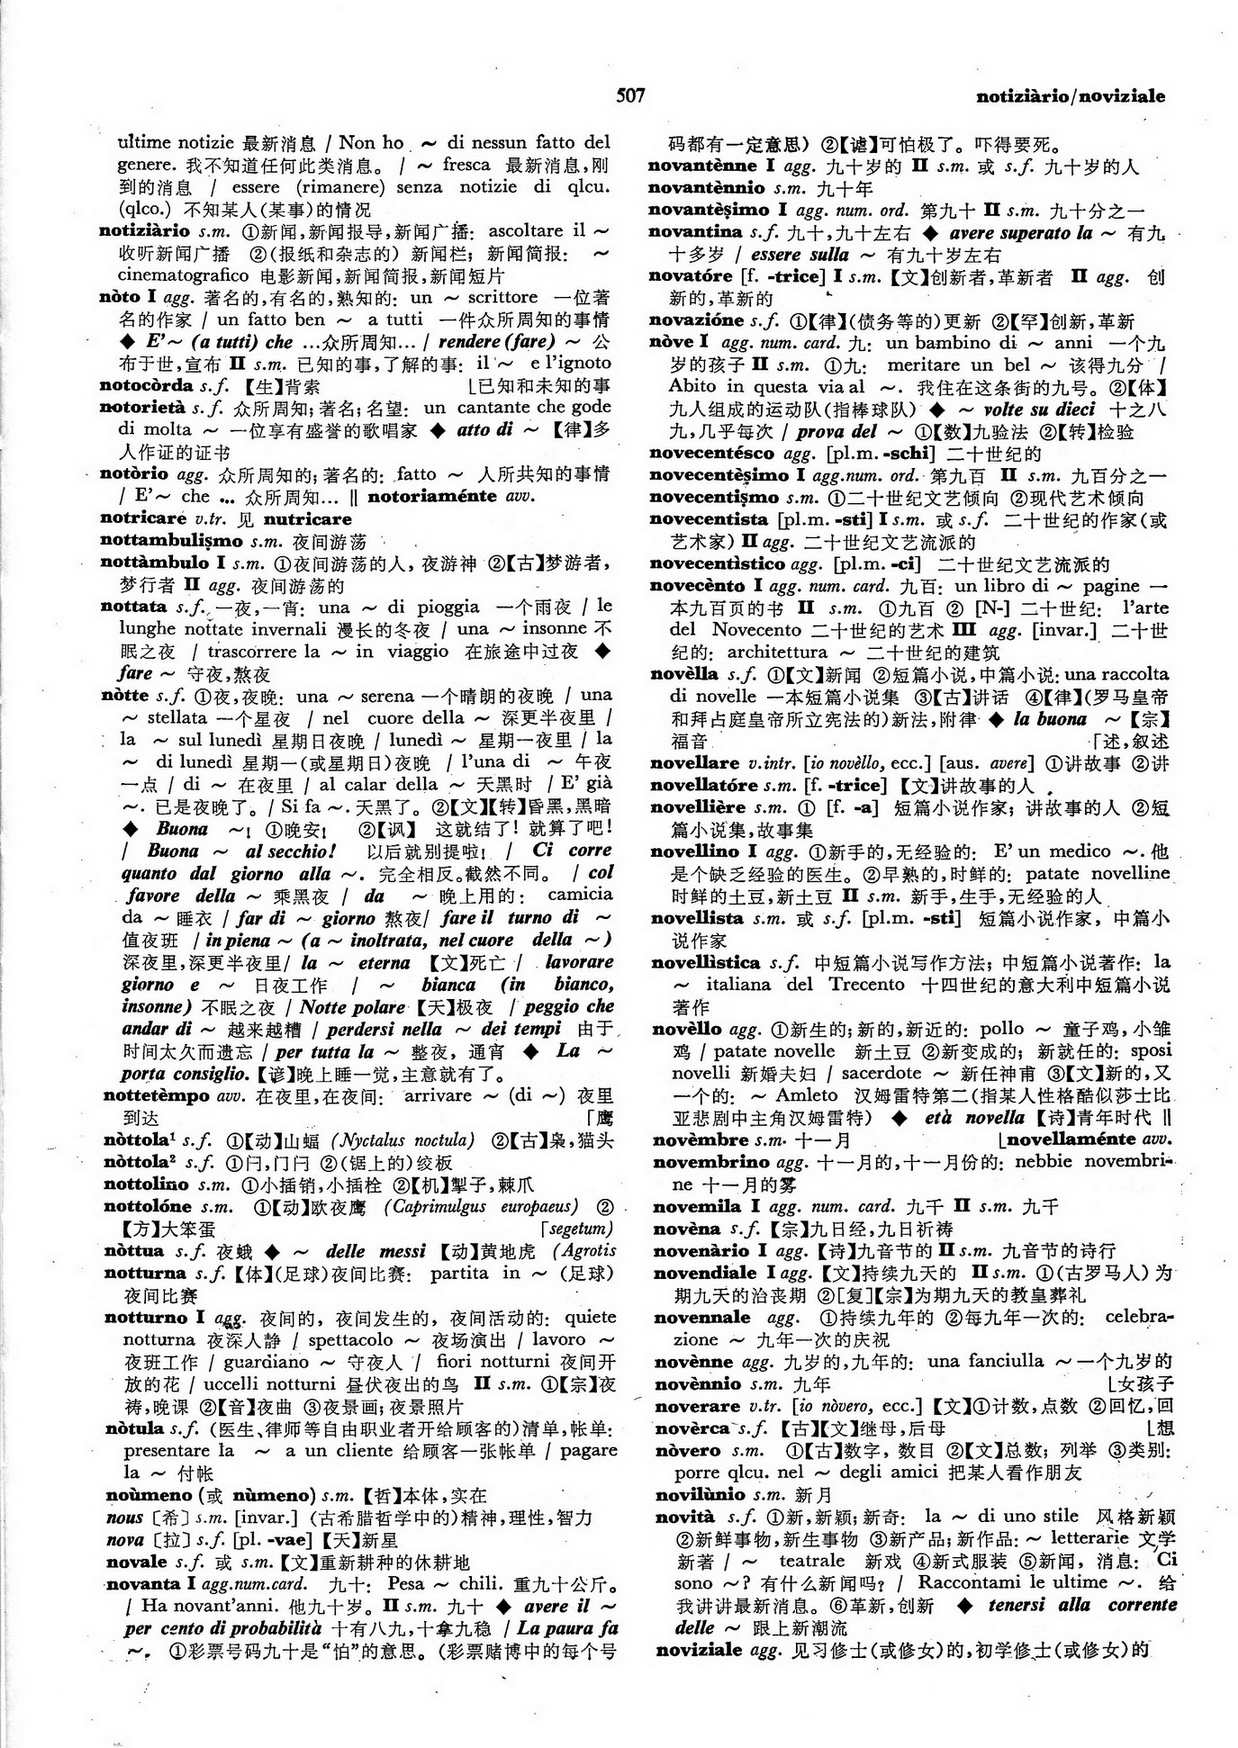 507
notiziàrio/noviziale
ultime notizie 最新消息 / Non ho ～ di nessun fatto del
genere. 我不知道任何此类消息。 / ～ fresca 最新消息,刚
到的消息 / essere (rimanere) senza notizie di qlcu.
(qlco.) 不知某人(某事)的情况
notiziàrio s.m. ①新闻,新闻报导,新闻广播: ascoltare il ～
收听新闻广播 ②(报纸和杂志的) 新闻栏; 新闻简报: ～
cinematografico 电影新闻,新闻简报,新闻短片
nòto I agg. 著名的,有名的,熟知的: un ～ scrittore 一位著
名的作家 / un fatto ben ～ a tutti 一件众所周知的事情
◆ E'～ (a tutti) che …众所周知… / rendere (fare) ～ 公
布于世,宣布 II s.m. 已知的事,了解的事: il ～ e l'ignoto
notocòrda s.f. 【生】背索 ⌊已知和未知的事
notorietà s.f. 众所周知; 著名; 名望: un cantante che gode
di molta ～ 一位享有盛誉的歌唱家 ◆ atto di ～ 【律】多
人作证的证书
notòrio agg. 众所周知的; 著名的: fatto ～ 人所共知的事情
/ E'～ che … 众所周知… ‖ notoriaménte avv.
notricare v.tr. 见 nutricare
nottambulişmo s.m. 夜间游荡
nottàmbulo I s.m. ①夜间游荡的人, 夜游神 ②【古】梦游者,
梦行者 II agg. 夜间游荡的
nottata s.f. 一夜,一宵: una ～ di pioggia 一个雨夜 / le
lunghe nottate invernali 漫长的冬夜 / una ～ insonne 不
眠之夜 / trascorrere la ～ in viaggio 在旅途中过夜 ◆
fare ～ 守夜,熬夜
nòtte s.f. ①夜,夜晚: una ～ serena 一个晴朗的夜晚 / una
～ stellata 一个星夜 / nel cuore della ～ 深更半夜里 /
la ～ sul lunedì 星期日夜晚 / lunedì ～ 星期一夜里 / la
～ di lunedì 星期一(或星期日)夜晚 / l'una di ～ 午夜
一点 / di ～ 在夜里 / al calar della ～ 天黑时 / E' già
～. 已是夜晚了。 / Si fa ～. 天黑了。②【文】【转】昏黑,黑暗
◆ Buona ～! ①晚安! ②【讽】 这就结了! 就算了吧!
/ Buona ～ al secchio! 以后就别提啦! / Ci corre
quanto dal giorno alla ～. 完全相反。截然不同。 / col
favore della ～ 乘黑夜 / da ～ 晚上用的: camicia
da ～ 睡衣 / far di ～ giorno 熬夜/ fare il turno di ～
值夜班 / in piena ～ (a ～ inoltrata, nel cuore della ～)
深夜里,深更半夜里/ la ～ eterna 【文】死亡 / lavorare
giorno e ～ 日夜工作 / ～ bianca (in bianco,
insonne) 不眠之夜 / Notte polare 【天】极夜 / peggio che
andar di ～ 越来越糟 / perdersi nella ～ dei tempi 由于
时间太久而遗忘 / per tutta la ～ 整夜, 通宵 ◆ La ～
porta consiglio. 【谚】晚上睡一觉,主意就有了。
nottetèmpo avv. 在夜里,在夜间: arrivare ～ (di ～) 夜里
到达 ｢鹰
nòttola¹ s.f. ①【动】山蝠 (Nyctalus noctula) ②【古】枭,猫头
nòttola² s.f. ①闩,门闩 ②(锯上的)绞板
nottolino s.m. ①小插销,小插栓 ②【机】掣子,棘爪
nottolóne s.m. ①【动】欧夜鹰 (Caprimulgus europaeus) ②
【方】大笨蛋 ｢segetum)
nòttua s.f. 夜蛾 ◆ ～ delle messi 【动】黄地虎 (Agrotis
notturna s.f. 【体】(足球)夜间比赛: partita in ～ (足球)
夜间比赛
notturno I agg. 夜间的, 夜间发生的, 夜间活动的: quiete
notturna 夜深人静 / spettacolo ～ 夜场演出 / lavoro ～
夜班工作 / guardiano ～ 守夜人 / fiori notturni 夜间开
放的花 / uccelli notturni 昼伏夜出的鸟 II s.m. ①【宗】夜
祷,晚课 ②【音】夜曲 ③夜景画; 夜景照片
nòtula s.f. (医生、律师等自由职业者开给顾客的)清单,帐单:
presentare la ～ a un cliente 给顾客一张帐单 / pagare
la ～ 付帐
noùmeno (或 nùmeno) s.m. 【哲】本体,实在
nous 〔希〕s.m. [invar.] (古希腊哲学中的)精神,理性,智力
nova 〔拉〕s.f. [pl. -vae] 【天】新星
novale s.f. 或 s.m. 【文】重新耕种的休耕地
novanta I agg.num.card. 九十: Pesa ～ chili. 重九十公斤。
/ Ha novant'anni. 他九十岁。 II s.m. 九十 ◆ avere il ～
per cento di probabilità 十有八九,十拿九稳 / La paura fa
～. ①彩票号码九十是“怕”的意思。(彩票赌博中的每个号
码都有一定意思) ②【谑】可怕极了。吓得要死。
novantènne I agg. 九十岁的 II s.m. 或 s.f. 九十岁的人
novantènnio s.m. 九十年
novantèşimo I agg. num. ord. 第九十 II s.m. 九十分之一
novantina s.f. 九十,九十左右 ◆ avere superato la ～ 有九
十多岁 / essere sulla ～ 有九十岁左右
novatóre [f. -trice] I s.m. 【文】创新者,革新者 II agg. 创
新的,革新的
novazióne s.f. ①【律】(债务等的)更新 ②【罕】创新,革新
nòve I agg. num. card. 九: un bambino di ～ anni 一个九
岁的孩子 II s.m. ①九: meritare un bel ～ 该得九分 /
Abito in questa via al ～. 我住在这条街的九号。②【体】
九人组成的运动队(指棒球队) ◆ ～ volte su dieci 十之八
九,几乎每次 / prova del ～ ①【数】九验法 ②【转】检验
novecentésco agg. [pl.m. -schi] 二十世纪的
novecentèşimo I agg.num. ord. 第九百 II s.m. 九百分之一
novecentişmo s.m. ①二十世纪文艺倾向 ②现代艺术倾向
novecentista [pl.m. -sti] I s.m. 或 s.f. 二十世纪的作家(或
艺术家) II agg. 二十世纪文艺流派的
novecentìstico agg. [pl.m. -ci] 二十世纪文艺流派的
novecènto I agg. num. card. 九百: un libro di ～ pagine 一
本九百页的书 II s.m. ①九百 ② [N-] 二十世纪: l'arte
del Novecento 二十世纪的艺术 III agg. [invar.] 二十世
纪的: architettura ～ 二十世纪的建筑
novèlla s.f. ①【文】新闻 ②短篇小说,中篇小说: una raccolta
di novelle 一本短篇小说集 ③【古】讲话 ④【律】(罗马皇帝
和拜占庭皇帝所立宪法的)新法,附律 ◆ la buona ～ 【宗】
福音 ｢述,叙述
novellare v.intr. [io novèllo, ecc.] [aus. avere] ①讲故事 ②讲
novellatóre s.m. [f. -trice] 【文】讲故事的人
novellière s.m. ① [f. -a] 短篇小说作家; 讲故事的人 ②短
篇小说集,故事集
novellino I agg. ①新手的,无经验的: E' un medico ～. 他
是个缺乏经验的医生。②早熟的,时鲜的: patate novelline
时鲜的土豆,新土豆 II s.m. 新手,生手,无经验的人
novellista s.m. 或 s.f. [pl.m. -sti] 短篇小说作家, 中篇小
说作家
novellìstica s.f. 中短篇小说写作方法; 中短篇小说著作: la
～ italiana del Trecento 十四世纪的意大利中短篇小说
著作
novèllo agg. ①新生的; 新的,新近的: pollo ～ 童子鸡,小雏
鸡 / patate novelle 新土豆 ②新变成的; 新就任的: sposi
novelli 新婚夫妇 / sacerdote ～ 新任神甫 ③【文】新的,又
一个的: ～ Amleto 汉姆雷特第二(指某人性格酷似莎士比
亚悲剧中主角汉姆雷特) ◆ età novella 【诗】青年时代 ‖
novèmbre s.m. 十一月 ⌊novellaménte avv.
novembrino agg. 十一月的,十一月份的: nebbie novembri-
ne 十一月的雾
novemila I agg. num. card. 九千 II s.m. 九千
novèna s.f. 【宗】九日经,九日祈祷
novenàrio I agg. 【诗】九音节的 II s.m. 九音节的诗行
novendiale I agg. 【文】持续九天的 II s.m. ①(古罗马人)为
期九天的治丧期 ②[复]【宗】为期九天的教皇葬礼
novennale agg. ①持续九年的 ②每九年一次的: celebra-
zione ～ 九年一次的庆祝
novènne agg. 九岁的,九年的: una fanciulla ～ 一个九岁的
novènnio s.m. 九年 ⌊女孩子
noverare v.tr. [io nòvero, ecc.] 【文】①计数,点数 ②回忆,回
novèrca s.f. 【古】【文】继母,后母 ⌊想
nòvero s.m. ①【古】数字, 数目 ②【文】总数; 列举 ③类别:
porre qlcu. nel ～ degli amici 把某人看作朋友
novilùnio s.m. 新月
novità s.f. ①新,新颖; 新奇: la ～ di uno stile 风格新颖
②新鲜事物,新生事物 ③新产品; 新作品: ～ letterarie 文学
新著 / ～ teatrale 新戏 ④新式服装 ⑤新闻, 消息: Ci
sono ～? 有什么新闻吗? / Raccontami le ultime ～. 给
我讲讲最新消息。⑥革新,创新 ◆ tenersi alla corrente
delle ～ 跟上新潮流
noviziale agg. 见习修士(或修女)的,初学修士(或修女)的